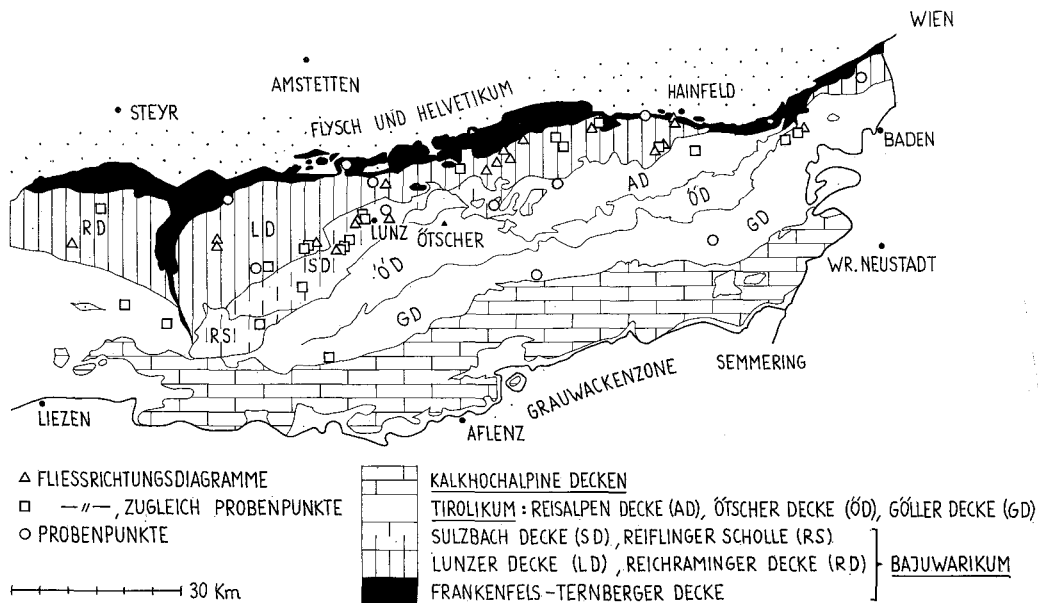 WIEN
AMSTETTEN
STEYR
FLYSCH UND HELVETIKUM
HAINFELD
BADEN
AD
ÖD
RD
LD
LUNZ
ÖTSCHER
GD
SD
ÖD
WR. NEUSTADT
GD
RS
SEMMERING
GRAUWACKENZONE
LIEZEN
AFLENZ
FLIESSRICHTUNGSDIAGRAMME
—〃—, ZUGLEICH PROBENPUNKTE
PROBENPUNKTE
30 Km
KALKHOCHALPINE DECKEN
TIROLIKUM : REISALPEN DECKE (AD), ÖTSCHER DECKE (ÖD), GÖLLER DECKE (GD)
SULZBACH DECKE (SD), REIFLINGER SCHOLLE (RS)
LUNZER DECKE (LD), REICHRAMINGER DECKE (RD)
BAJUWARIKUM
FRANKENFELS-TERNBERGER DECKE